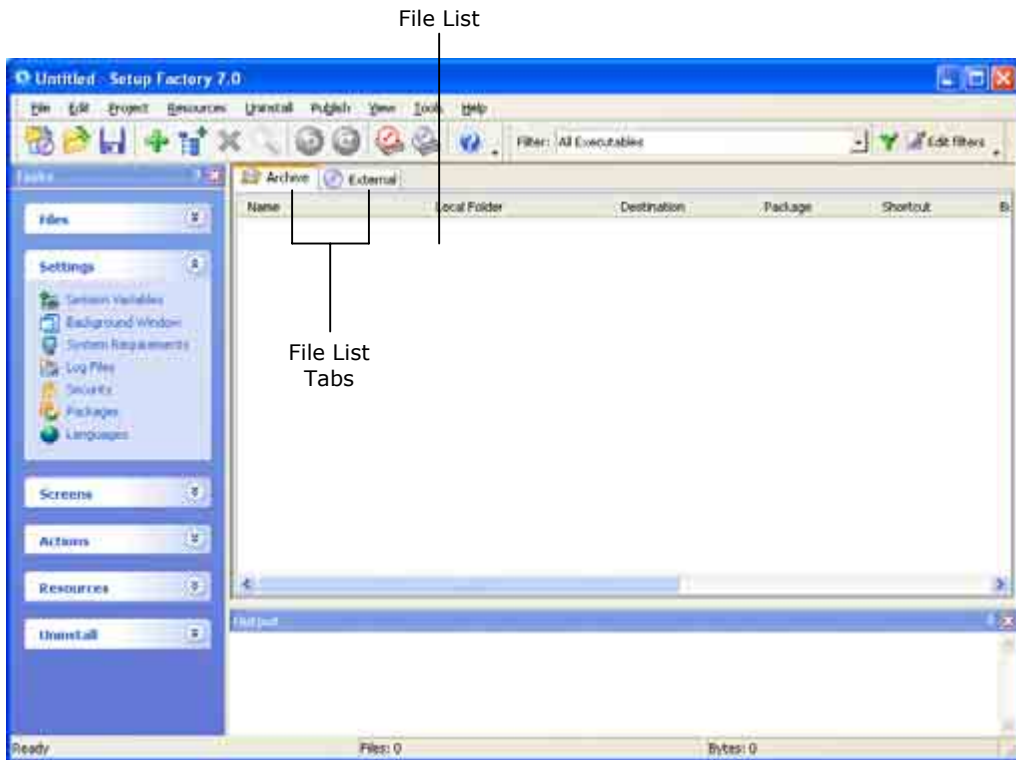 File List
Untitled - Setup Factory 7.0
File Edit Project Resources Uninstall Publish View Tools Help
Filter: All Executables Edit filters
Tasks
Archive External
Name Local Folder Destination Package Shortcut
Files
Settings
Session Variables
Background Window
System Requirements
Log Files
Security
Packages
Languages
File List
Tabs
Screens
Actions
Resources
Uninstall
Output
Ready Files: 0 Bytes: 0